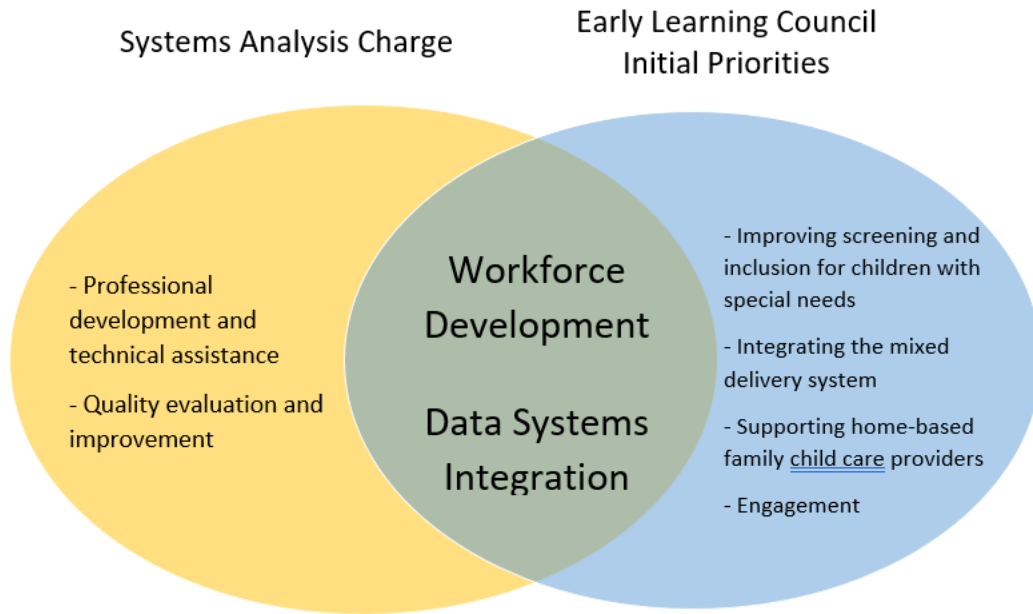 Systems Analysis Charge
Early Learning Council
Initial Priorities
- Professional
development and
technical assistance
- Quality evaluation and
improvement
Workforce
Development
Data Systems
Integration
- Improving screening and
inclusion for children with
special needs
- Integrating the mixed
delivery system
- Supporting home-based
family child care providers
- Engagement